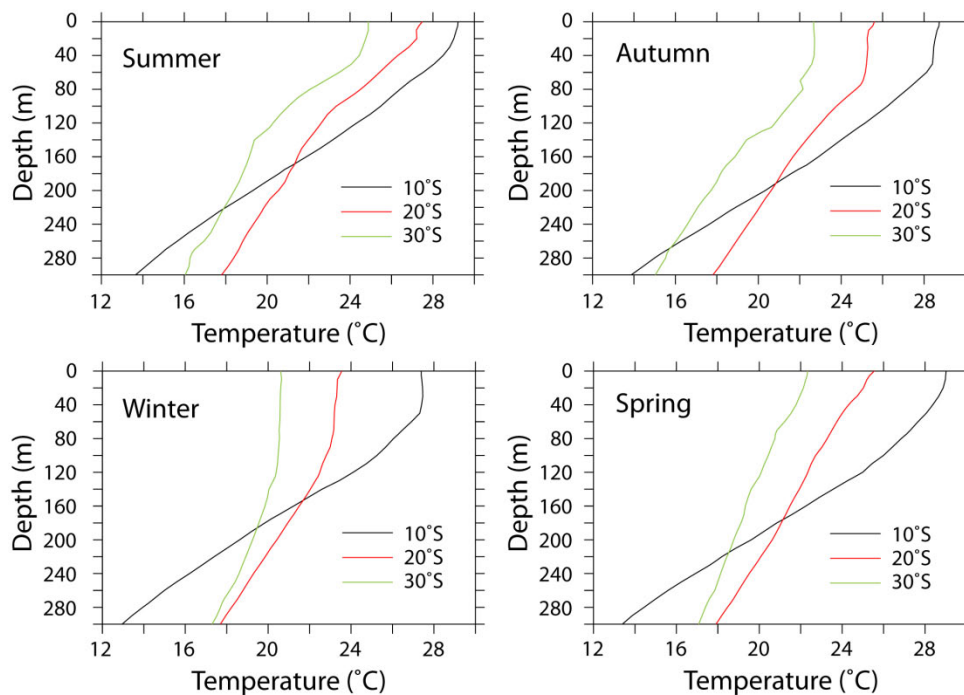 Summer
Depth (m)
0
40
80
120
160
200
240
280
10˚S
20˚S
30˚S
12 16 20 24 28
Temperature (˚C)
Autumn
Depth (m)
0
40
80
120
160
200
240
280
10˚S
20˚S
30˚S
12 16 20 24 28
Temperature (˚C)
Winter
Depth (m)
0
40
80
120
160
200
240
280
10˚S
20˚S
30˚S
12 16 20 24 28
Temperature (˚C)
Spring
Depth (m)
0
40
80
120
160
200
240
280
10˚S
20˚S
30˚S
12 16 20 24 28
Temperature (˚C)